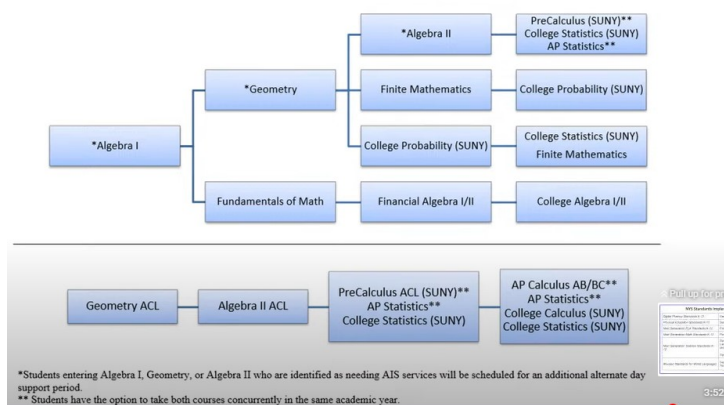 PreCalculus (SUNY)**
*Algebra II
College Statistics (SUNY)
AP Statistics**
*Geometry
Finite Mathematics
College Probability (SUNY)
*Algebra I
College Probability (SUNY)
College Statistics (SUNY)
Finite Mathematics
Fundamentals of Math
Financial Algebra I/II
College Algebra I/II
Geometry ACL
Algebra II ACL
PreCalculus ACL (SUNY)**
AP Statistics**
College Statistics (SUNY)
AP Calculus AB/BC**
AP Statistics**
College Calculus (SUNY)
College Statistics (SUNY)
Pull up for pr
*Students entering Algebra I, Geometry, or Algebra II who are identified as needing AIS services will be scheduled for an additional alternate day
support period.
** Students have the option to take both courses concurrently in the same academic year.
3:52